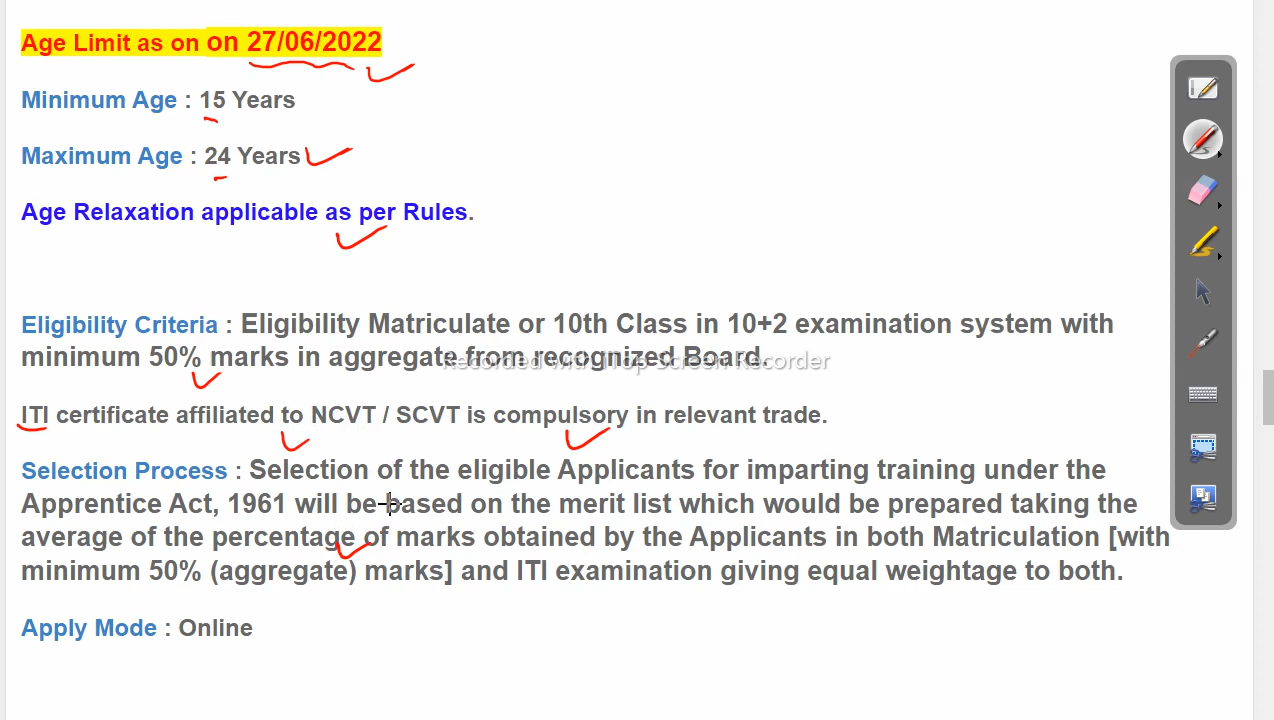 Age Limit as on on 27/06/2022
Minimum Age : 15 Years
Maximum Age : 24 Years
Age Relaxation applicable as per Rules.
Eligibility Criteria : Eligibility Matriculate or 10th Class in 10+2 examination system with
minimum 50% marks in aggregate from recognized Board.
Recorded with iTop Screen Recorder
ITI certificate affiliated to NCVT / SCVT is compulsory in relevant trade.
Selection Process : Selection of the eligible Applicants for imparting training under the
Apprentice Act, 1961 will be based on the merit list which would be prepared taking the
average of the percentage of marks obtained by the Applicants in both Matriculation [with
minimum 50% (aggregate) marks] and ITI examination giving equal weightage to both.
Apply Mode : Online